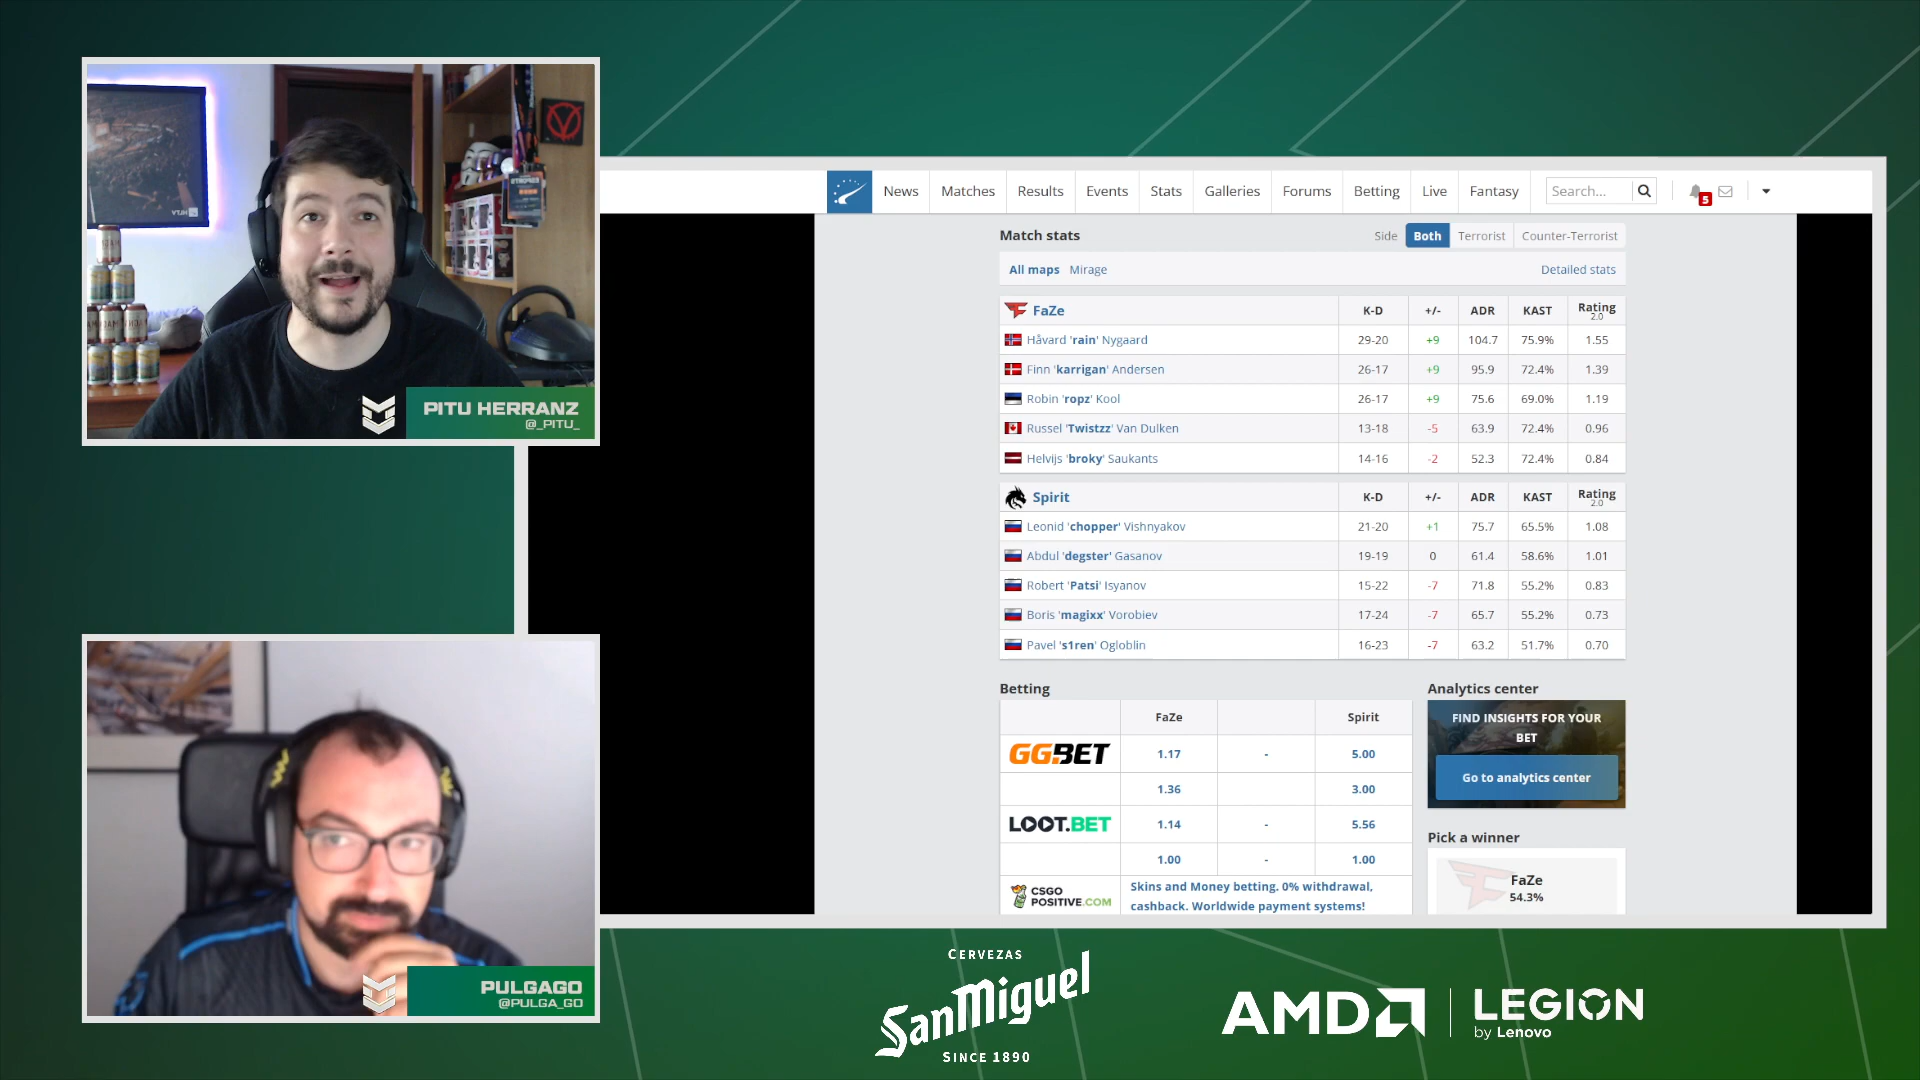 PITU HERRANZ
@_PITU_
PULGAGO
@PULGA_GO
News Matches Results Events Stats Galleries Forums Betting Live Fantasy Search... 5
Match stats Side Both Terrorist Counter-Terrorist
All maps Mirage Detailed stats
FaZe K-D +/- ADR KAST Rating 2.0
Håvard 'rain' Nygaard 29-20 +9 104.7 75.9% 1.55
Finn 'karrigan' Andersen 26-17 +9 95.9 72.4% 1.39
Robin 'ropz' Kool 26-17 +9 75.6 69.0% 1.19
Russel 'Twistzz' Van Dulken 13-18 -5 63.9 72.4% 0.96
Helvijs 'broky' Saukants 14-16 -2 52.3 72.4% 0.84
Spirit K-D +/- ADR KAST Rating 2.0
Leonid 'chopper' Vishnyakov 21-20 +1 75.7 65.5% 1.08
Abdul 'degster' Gasanov 19-19 0 61.4 58.6% 1.01
Robert 'Patsi' Isyanov 15-22 -7 71.8 55.2% 0.83
Boris 'magixx' Vorobiev 17-24 -7 65.7 55.2% 0.73
Pavel 's1ren' Ogloblin 16-23 -7 63.2 51.7% 0.70
Betting
FaZe Spirit
GG.BET 1.17 - 5.00
1.36 3.00
LOOT.BET 1.14 - 5.56
1.00 - 1.00
CSGO
POSITIVE.COM
Skins and Money betting. 0% withdrawal,
cashback. Worldwide payment systems!
Analytics center
FIND INSIGHTS FOR YOUR
BET
Go to analytics center
Pick a winner
FaZe
54.3%
CERVEZAS
SanMiguel
SINCE 1890
AMD
LEGION
by Lenovo